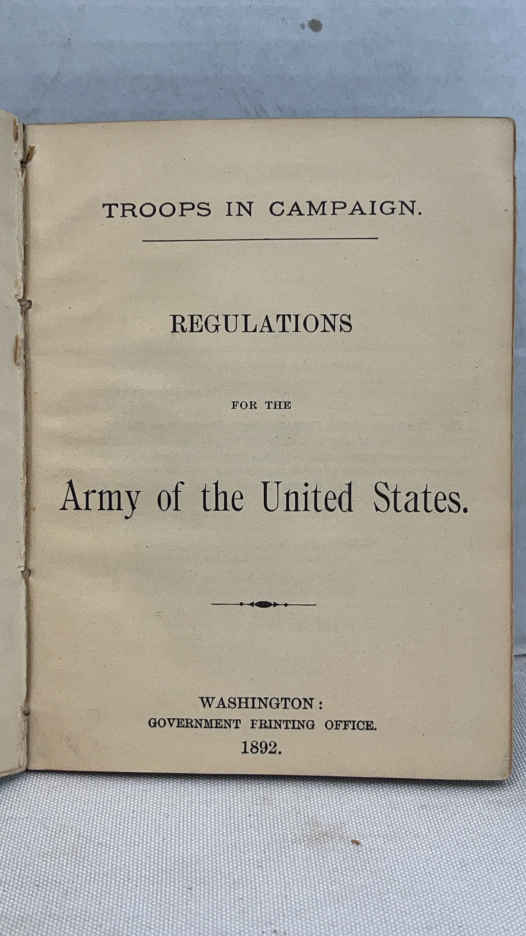 TROOPS IN CAMPAIGN.
REGULATIONS
FOR THE
Army of the United States.
WASHINGTON:
GOVERNMENT PRINTING OFFICE.
1892.